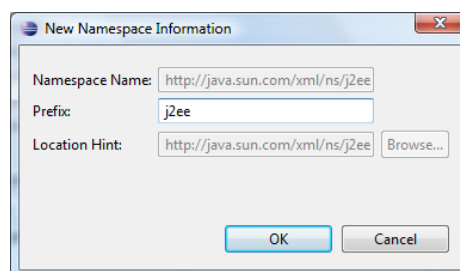 New Namespace Information
Namespace Name: http://java.sun.com/xml/ns/j2ee
Prefix: j2ee
Location Hint: http://java.sun.com/xml/ns/j2ee Browse...
OK Cancel